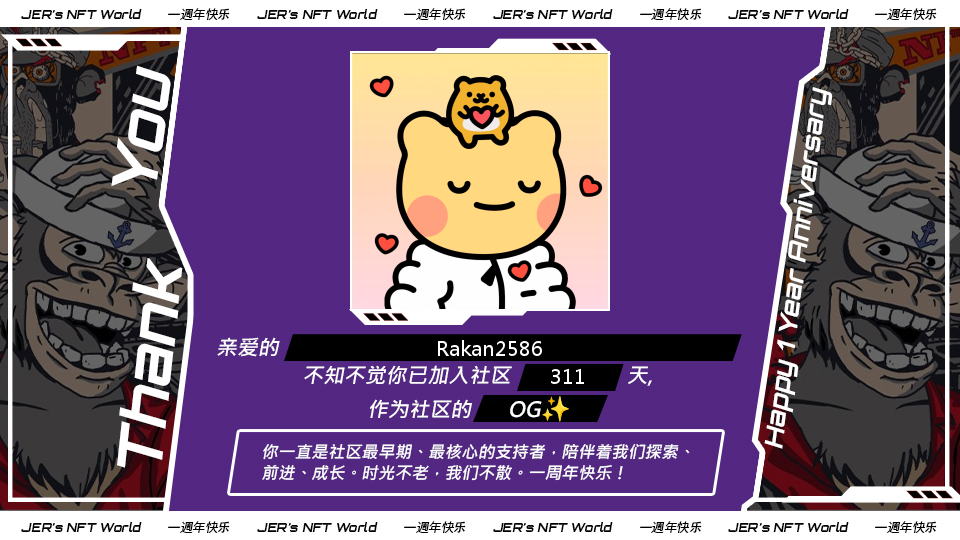 JER's NFT World 一週年快乐 JER's NFT World 一週年快乐 JER's NFT World 一週年快乐 JER's NFT World 一週年快乐
Thank You
亲爱的 Rakan2586
不知不觉你已加入社区 311 天,
作为社区的 OG✨
你一直是社区最早期、最核心的支持者，陪伴着我们探索、
前进、成长。时光不老，我们不散。一周年快乐！
Happy 1 Year Anniversary
JER's NFT World 一週年快乐 JER's NFT World 一週年快乐 JER's NFT World 一週年快乐 JER's NFT World 一週年快乐